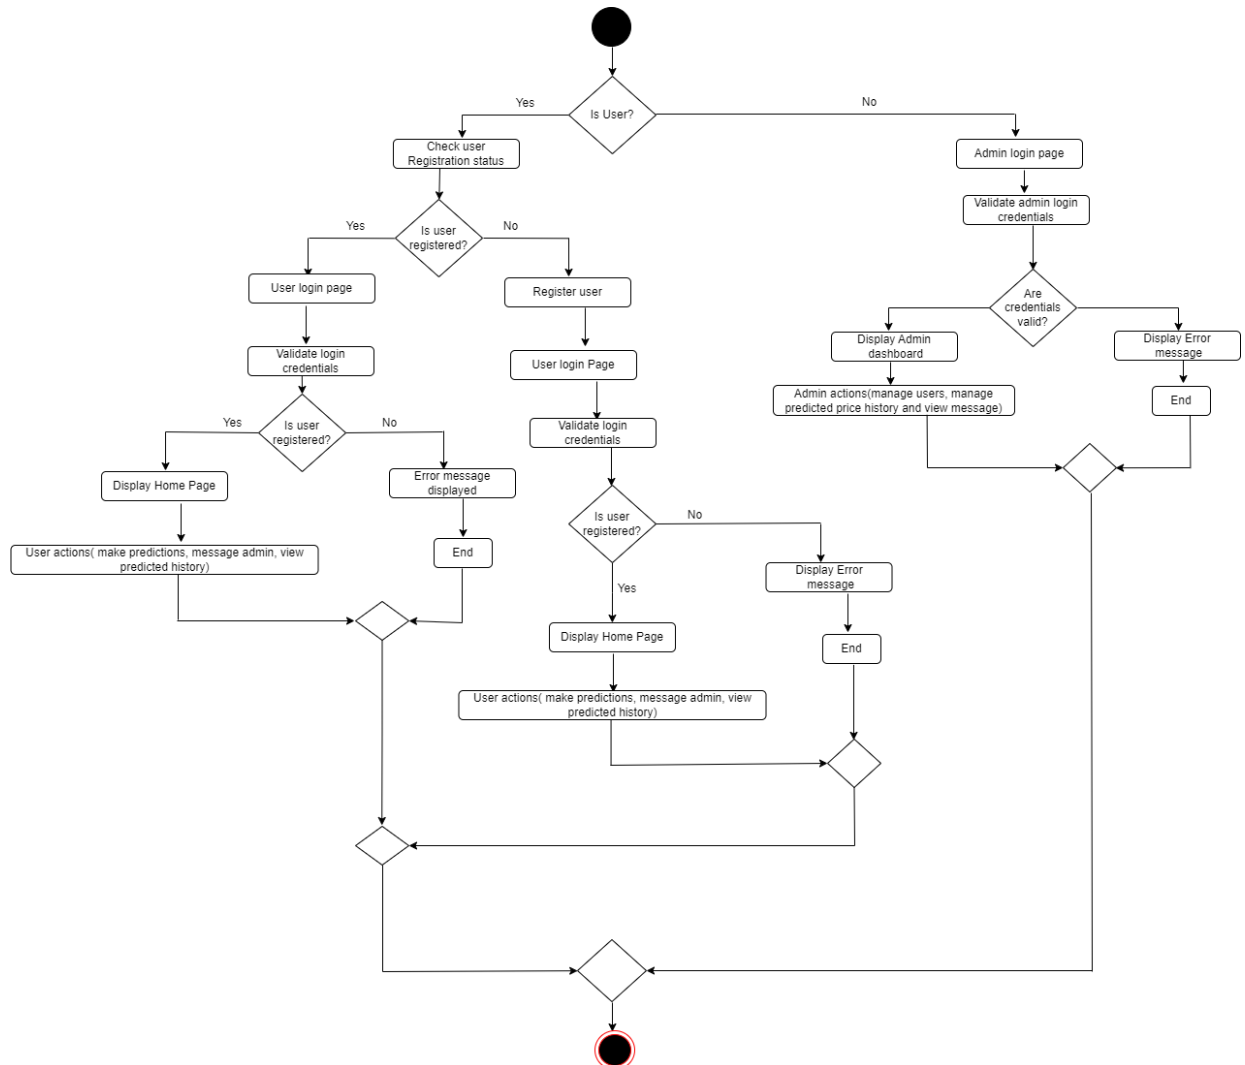 Is User?
Yes
No
Check user
Registration status
Admin login page
Validate admin login
credentials
Is user
registered?
Yes
No
User login page
Register user
Are
credentials
valid?
Display Admin
dashboard
Display Error
message
Validate login
credentials
User login Page
Admin actions(manage users, manage
predicted price history and view message)
End
Is user
registered?
Yes
No
Validate login
credentials
Display Home Page
Error message
displayed
Is user
registered?
No
Yes
User actions( make predictions, message admin, view
predicted history)
End
Display Error
message
Display Home Page
End
User actions( make predictions, message admin, view
predicted history)